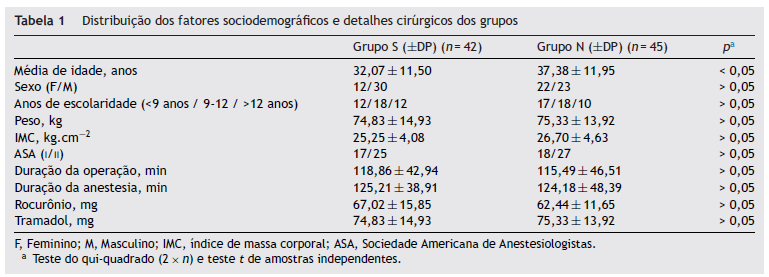 Tabela 1 Distribuição dos fatores sociodemográficos e detalhes cirúrgicos dos grupos
Grupo S (±DP) (n = 42) Grupo N (±DP) (n = 45) pᵃ
Média de idade, anos 32,07 ± 11,50 37,38 ± 11,95 < 0,05
Sexo (F/M) 12/30 22/23 > 0,05
Anos de escolaridade (<9 anos / 9-12 / >12 anos) 12/18/12 17/18/10 > 0,05
Peso, kg 74,83 ± 14,93 75,33 ± 13,92 > 0,05
IMC, kg.cm⁻² 25,25 ± 4,08 26,70 ± 4,63 > 0,05
ASA (I/II) 17/25 18/27 > 0,05
Duração da operação, min 118,86 ± 42,94 115,49 ± 46,51 > 0,05
Duração da anestesia, min 125,21 ± 38,91 124,18 ± 48,39 > 0,05
Rocurônio, mg 67,02 ± 15,85 62,44 ± 11,65 > 0,05
Tramadol, mg 74,83 ± 14,93 75,33 ± 13,92 > 0,05
F, Feminino; M, Masculino; IMC, índice de massa corporal; ASA, Sociedade Americana de Anestesiologistas.
ᵃ Teste do qui-quadrado (2 × n) e teste t de amostras independentes.